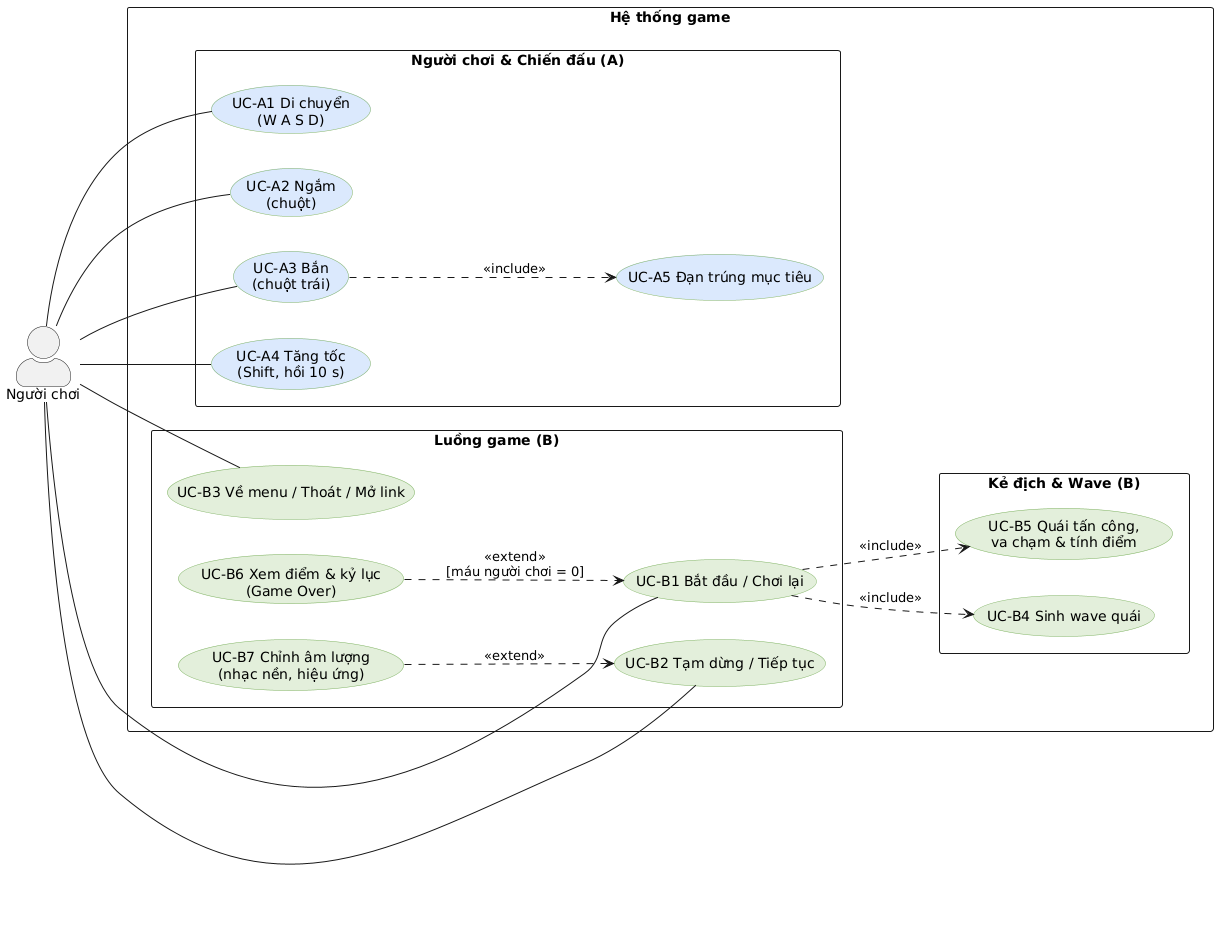 Hệ thống game
Người chơi & Chiến đấu (A)
UC-A1 Di chuyển
(W A S D)
UC-A2 Ngắm
(chuột)
UC-A3 Bắn
(chuột trái)
«include»
UC-A5 Đạn trúng mục tiêu
UC-A4 Tăng tốc
(Shift, hồi 10 s)
Người chơi
Luồng game (B)
UC-B3 Về menu / Thoát / Mở link
UC-B6 Xem điểm & kỷ lục
(Game Over)
«extend»
[máu người chơi = 0]
UC-B1 Bắt đầu / Chơi lại
UC-B7 Chỉnh âm lượng
(nhạc nền, hiệu ứng)
«extend»
UC-B2 Tạm dừng / Tiếp tục
«include»
«include»
Kẻ địch & Wave (B)
UC-B5 Quái tấn công,
va chạm & tính điểm
UC-B4 Sinh wave quái